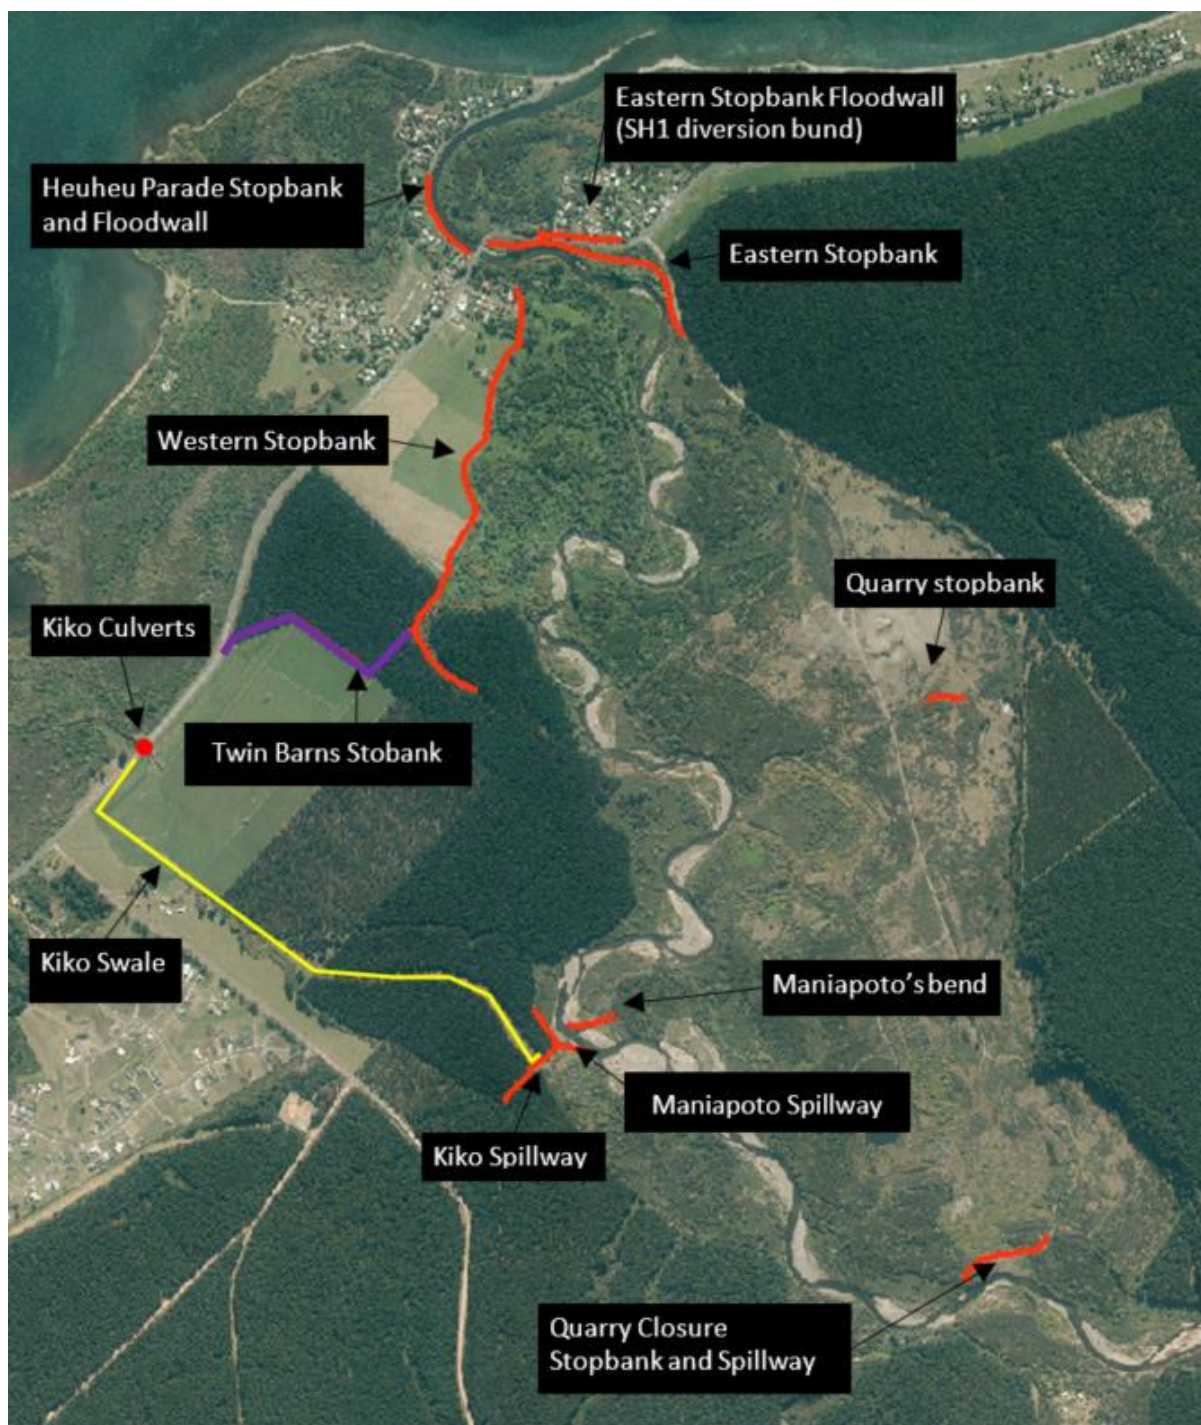 Eastern Stopbank Floodwall
(SH1 diversion bund)
Heuheu Parade Stopbank
and Floodwall
Eastern Stopbank
Western Stopbank
Quarry stopbank
Kiko Culverts
Twin Barns Stobank
Kiko Swale
Maniapoto's bend
Maniapoto Spillway
Kiko Spillway
Quarry Closure
Stopbank and Spillway